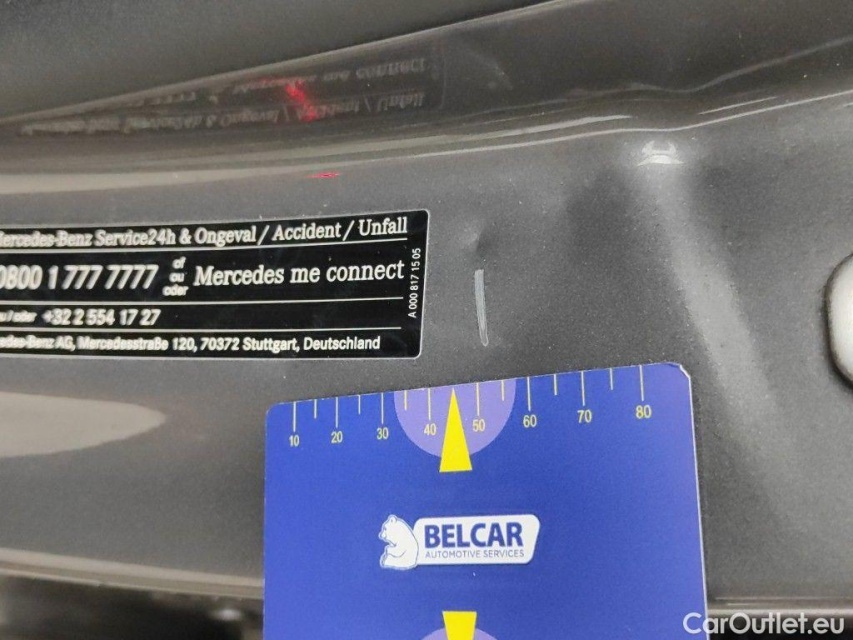 Mercedes-Benz Service24h & Ongeval / Accident / Unfall
0800 1 777 7777 of ou oder Mercedes me connect
ou / oder +32 2 554 17 27
Mercedes-Benz AG, Mercedesstraße 120, 70372 Stuttgart, Deutschland
A 000 817 15 05
10 20 30 40 50 60 70 80
BELCAR
AUTOMOTIVE SERVICES
CarOutlet.eu